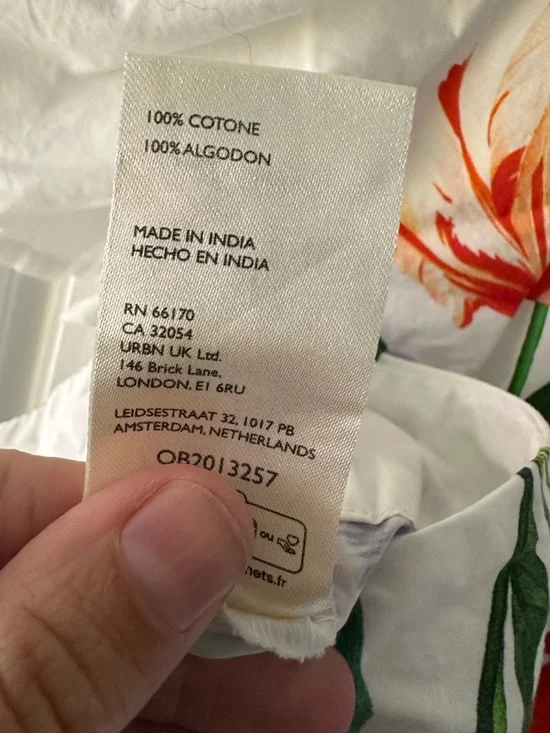 100% COTONE
100% ALGODON
MADE IN INDIA
HECHO EN INDIA
RN 66170
CA 32054
URBN UK Ltd.
146 Brick Lane,
LONDON, E1 6RU
LEIDSESTRAAT 32, 1017 PB
AMSTERDAM, NETHERLANDS
OB2013257
ou